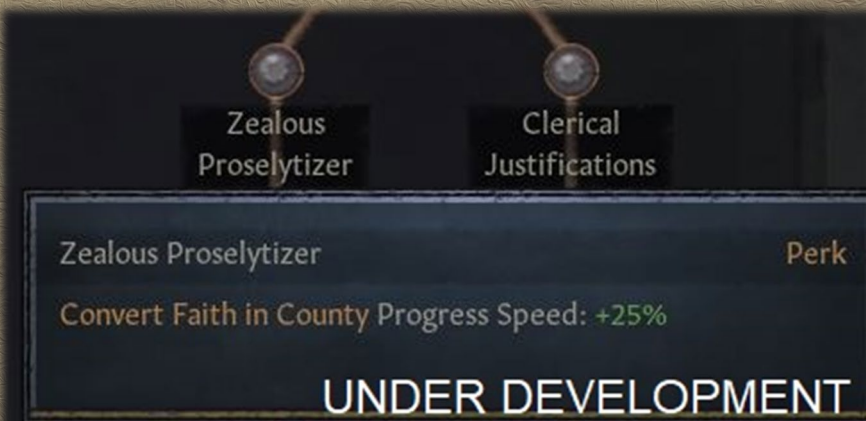 Zealous
Proselytizer
Clerical
Justifications
Zealous Proselytizer Perk
Convert Faith in County Progress Speed: +25%
UNDER DEVELOPMENT